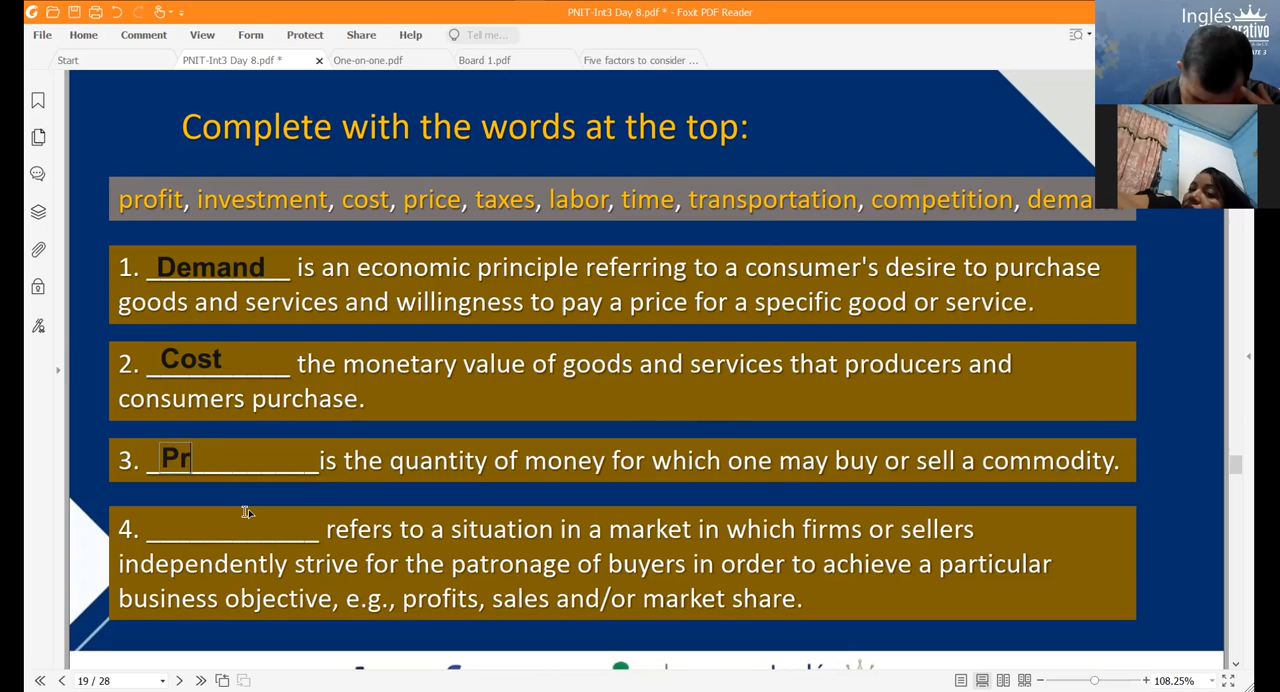 PNIT-Int3 Day 8.pdf * - Foxit PDF Reader
File Home Comment View Form Protect Share Help Tell me...
Start PNIT-Int3 Day 8.pdf * One-on-one.pdf Board 1.pdf Five factors to consider ...
Inglés
Complete with the words at the top:
profit, investment, cost, price, taxes, labor, time, transportation, competition,
1. Demand is an economic principle referring to a consumer's desire to purchase
goods and services and willingness to pay a price for a specific good or service.
2. Cost the monetary value of goods and services that producers and
consumers purchase.
3. Pr__________is the quantity of money for which one may buy or sell a commodity.
4. _____________ refers to a situation in a market in which firms or sellers
independently strive for the patronage of buyers in order to achieve a particular
business objective, e.g., profits, sales and/or market share.
19 / 28
108.25%